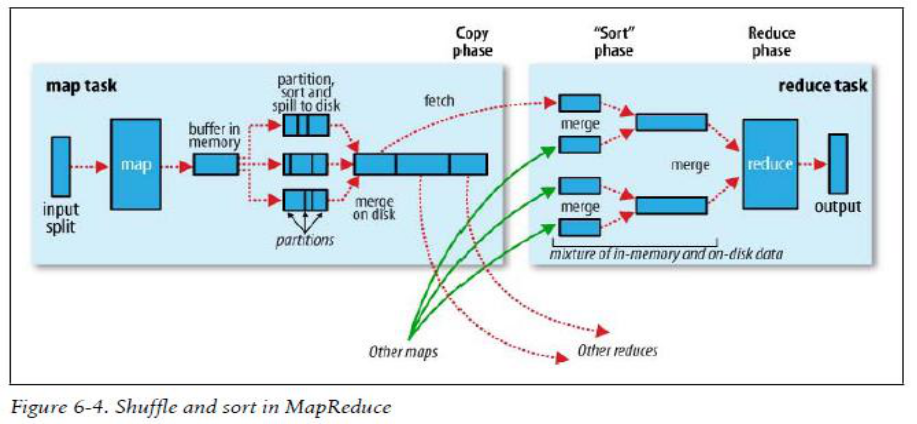 Copy
phase
"Sort"
phase
Reduce
phase
map task
partition,
sort and
spill to disk
fetch
reduce task
buffer in
memory
map
merge
merge
reduce
input
split
merge
on disk
merge
output
partitions
mixture of in-memory and on-disk data
Other maps
Other reduces
Figure 6-4. Shuffle and sort in MapReduce